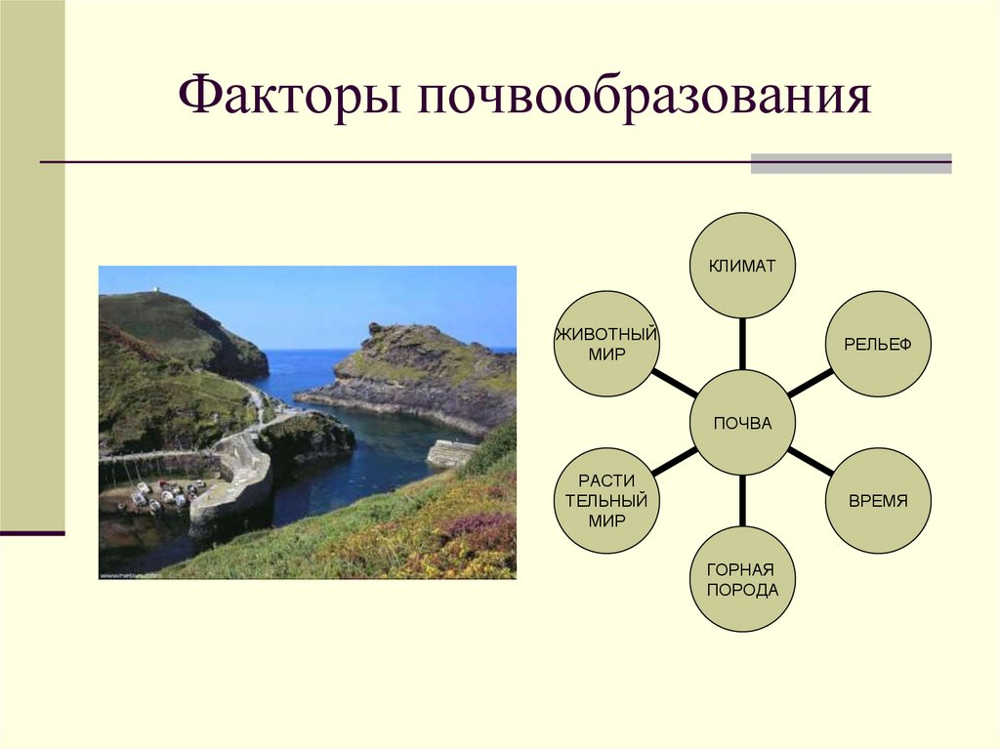 Факторы почвообразования
КЛИМАТ
ЖИВОТНЫЙ
МИР
РЕЛЬЕФ
ПОЧВА
РАСТИ
ТЕЛЬНЫЙ
МИР
ВРЕМЯ
ГОРНАЯ
ПОРОДА